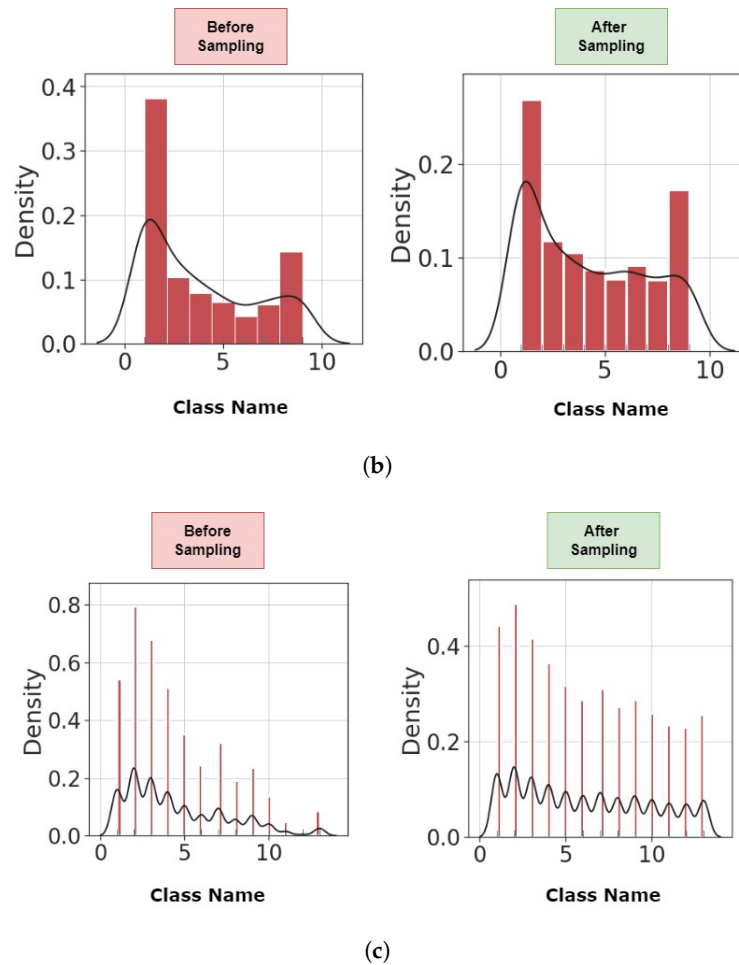 Before
Sampling
After
Sampling
0.4
0.3
0.2
0.1
0.0
Density
0 5 10
Class Name
0.2
0.1
0.0
Density
0 5 10
Class Name
(b)
Before
Sampling
After
Sampling
0.8
0.6
0.4
0.2
0.0
Density
0 5 10
Class Name
0.4
0.2
0.0
Density
0 5 10
Class Name
(c)